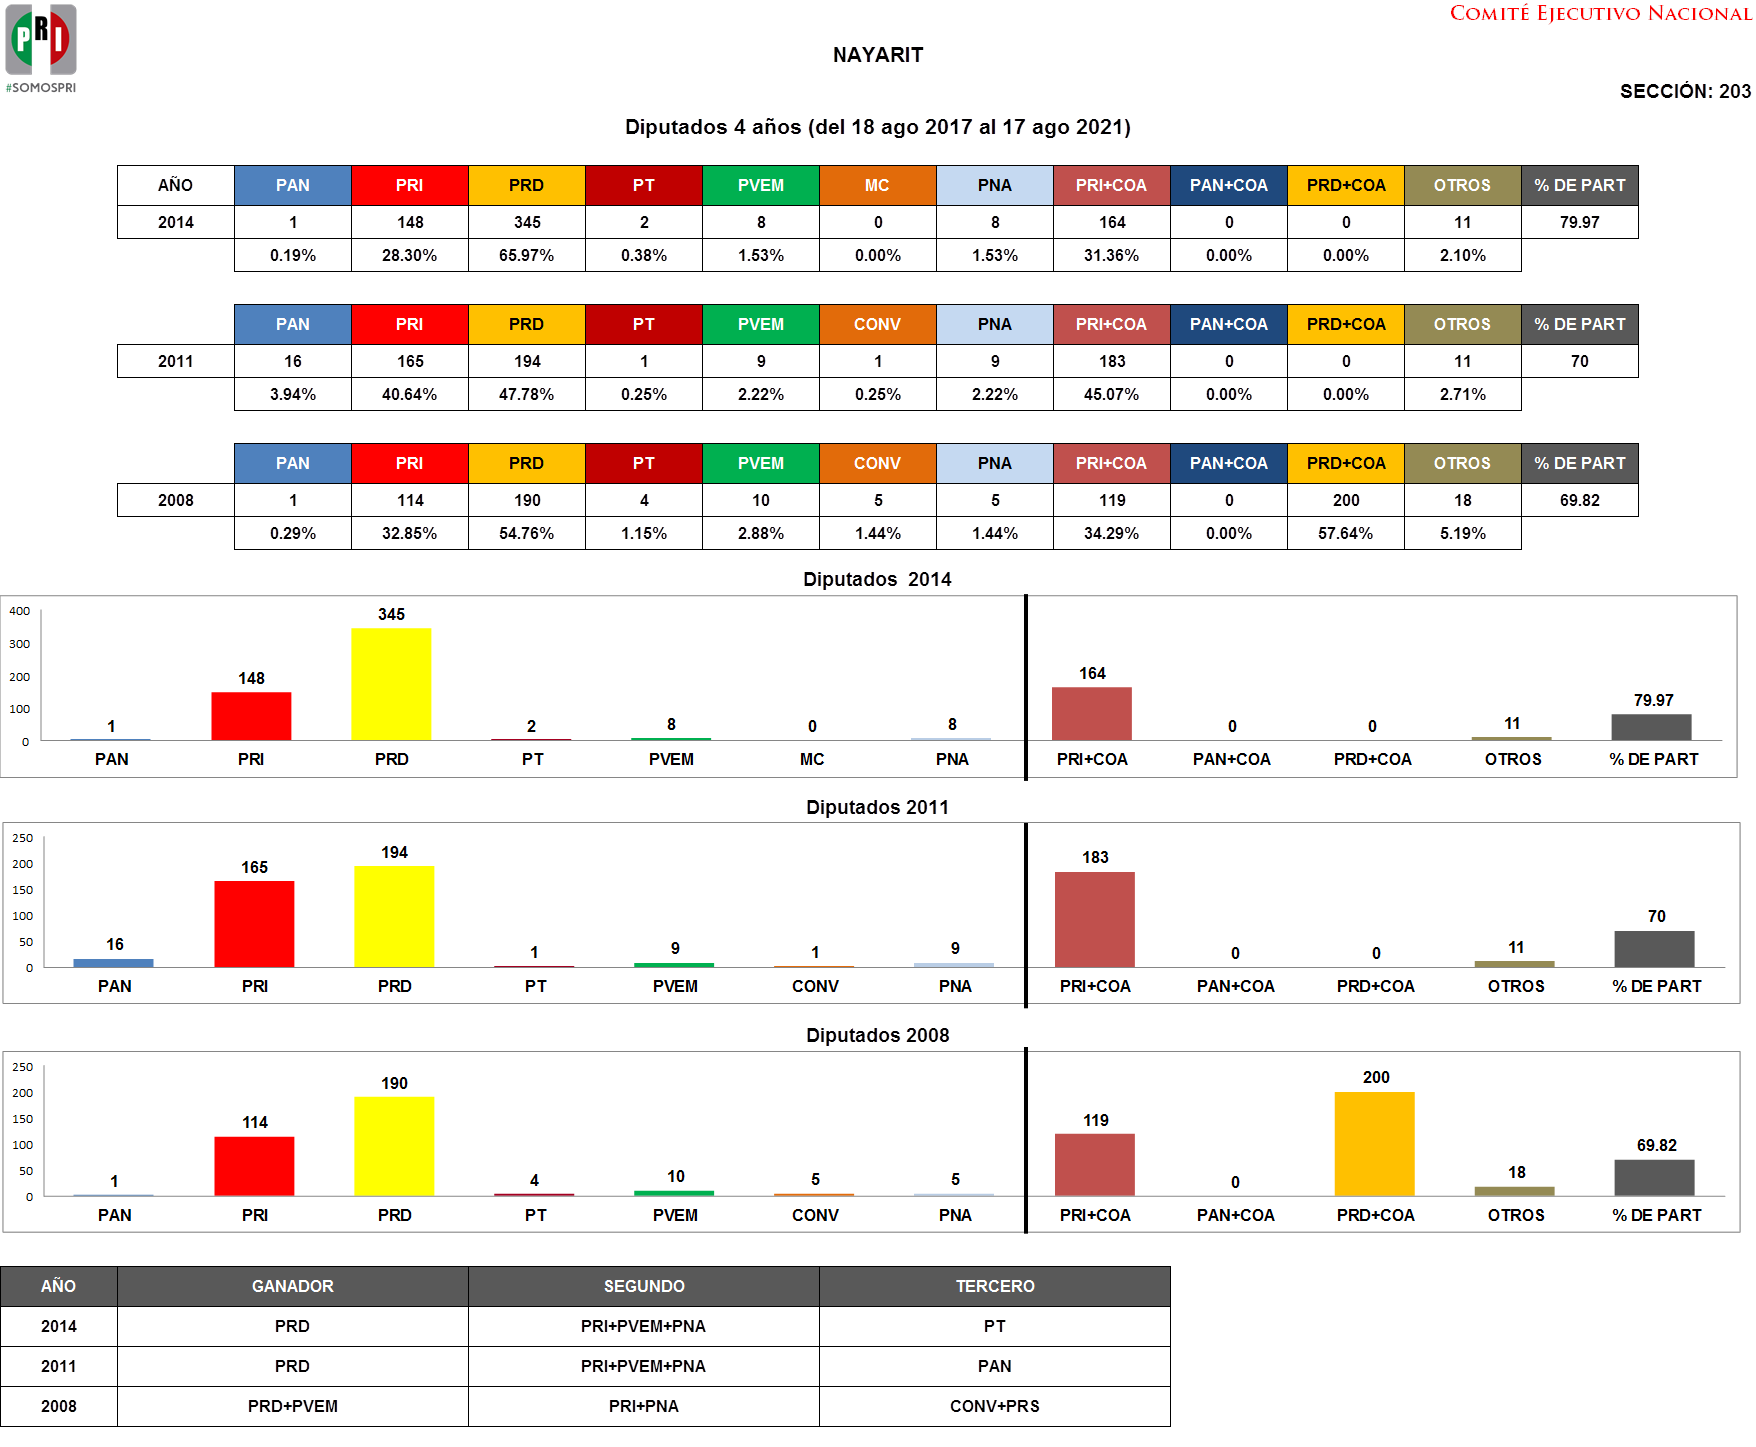 PRI
#SOMOSPRI
COMITÉ EJECUTIVO NACIONAL
NAYARIT
SECCIÓN: 203
Diputados 4 años (del 18 ago 2017 al 17 ago 2021)
AÑO PAN PRI PRD PT PVEM MC PNA PRI+COA PAN+COA PRD+COA OTROS % DE PART
2014 1 148 345 2 8 0 8 164 0 0 11 79.97
0.19% 28.30% 65.97% 0.38% 1.53% 0.00% 1.53% 31.36% 0.00% 0.00% 2.10%
PAN PRI PRD PT PVEM CONV PNA PRI+COA PAN+COA PRD+COA OTROS % DE PART
2011 16 165 194 1 9 1 9 183 0 0 11 70
3.94% 40.64% 47.78% 0.25% 2.22% 0.25% 2.22% 45.07% 0.00% 0.00% 2.71%
PAN PRI PRD PT PVEM CONV PNA PRI+COA PAN+COA PRD+COA OTROS % DE PART
2008 1 114 190 4 10 5 5 119 0 200 18 69.82
0.29% 32.85% 54.76% 1.15% 2.88% 1.44% 1.44% 34.29% 0.00% 57.64% 5.19%
Diputados 2014
400
300
200
100
0
1 148 345 2 8 0 8 164 0 0 11 79.97
PAN PRI PRD PT PVEM MC PNA PRI+COA PAN+COA PRD+COA OTROS % DE PART
Diputados 2011
250
200
150
100
50
0
16 165 194 1 9 1 9 183 0 0 11 70
PAN PRI PRD PT PVEM CONV PNA PRI+COA PAN+COA PRD+COA OTROS % DE PART
Diputados 2008
250
200
150
100
50
0
1 114 190 4 10 5 5 119 0 200 18 69.82
PAN PRI PRD PT PVEM CONV PNA PRI+COA PAN+COA PRD+COA OTROS % DE PART
AÑO GANADOR SEGUNDO TERCERO
2014 PRD PRI+PVEM+PNA PT
2011 PRD PRI+PVEM+PNA PAN
2008 PRD+PVEM PRI+PNA CONV+PRS